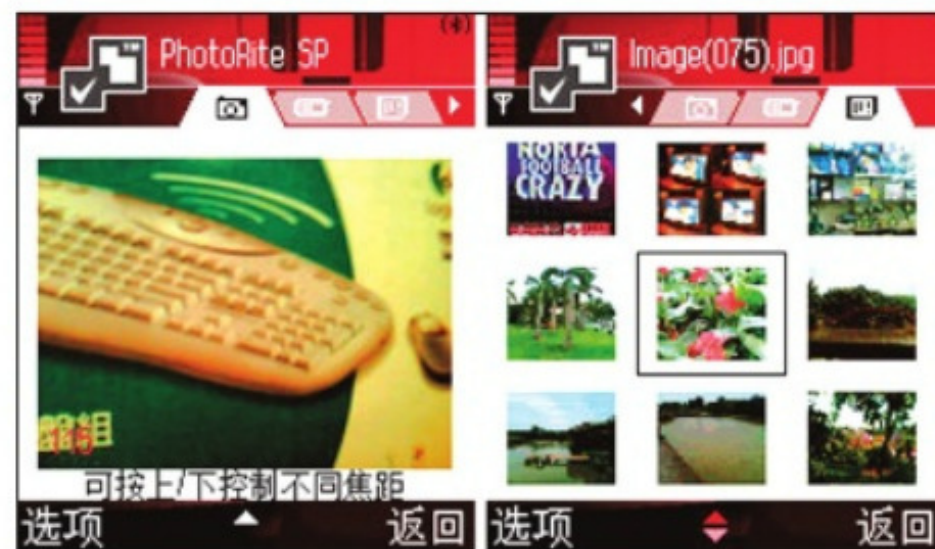 PhotoRite SP
115
可按上/下控制不同焦距
选项
返回
Image(075).jpg
NOKIA
FOOTBALL
CRAZY
选项
返回